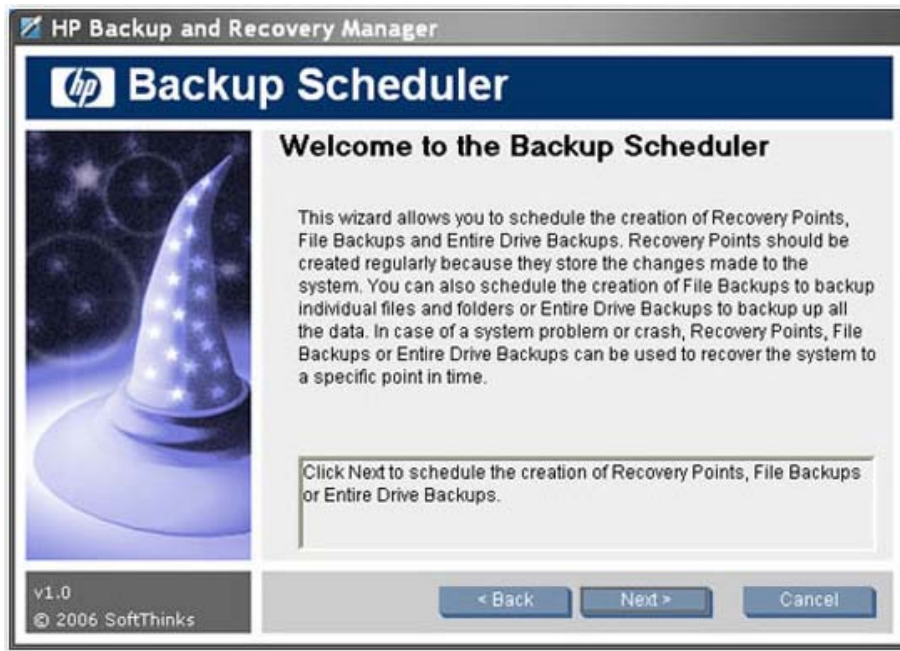 HP Backup and Recovery Manager
hp Backup Scheduler
Welcome to the Backup Scheduler
This wizard allows you to schedule the creation of Recovery Points,
File Backups and Entire Drive Backups. Recovery Points should be
created regularly because they store the changes made to the
system. You can also schedule the creation of File Backups to backup
individual files and folders or Entire Drive Backups to backup up all
the data. In case of a system problem or crash, Recovery Points, File
Backups or Entire Drive Backups can be used to recover the system to
a specific point in time.
Click Next to schedule the creation of Recovery Points, File Backups
or Entire Drive Backups.
v1.0
© 2006 SoftThinks
< Back
Next >
Cancel